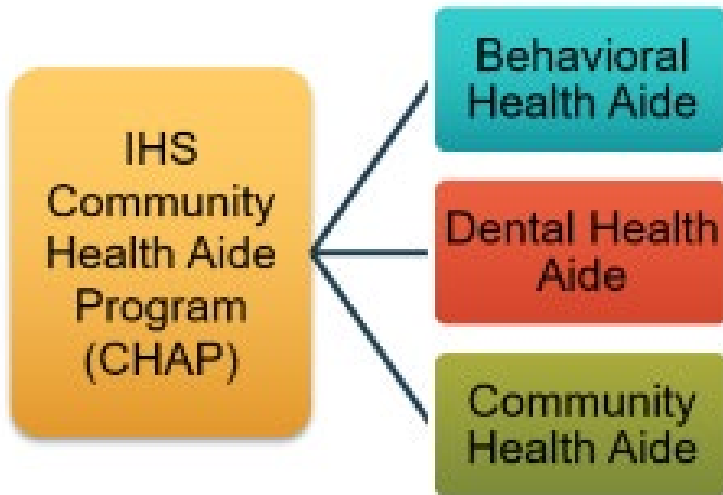 IHS
Community
Health Aide
Program
(CHAP)
Behavioral
Health Aide
Dental Health
Aide
Community
Health Aide